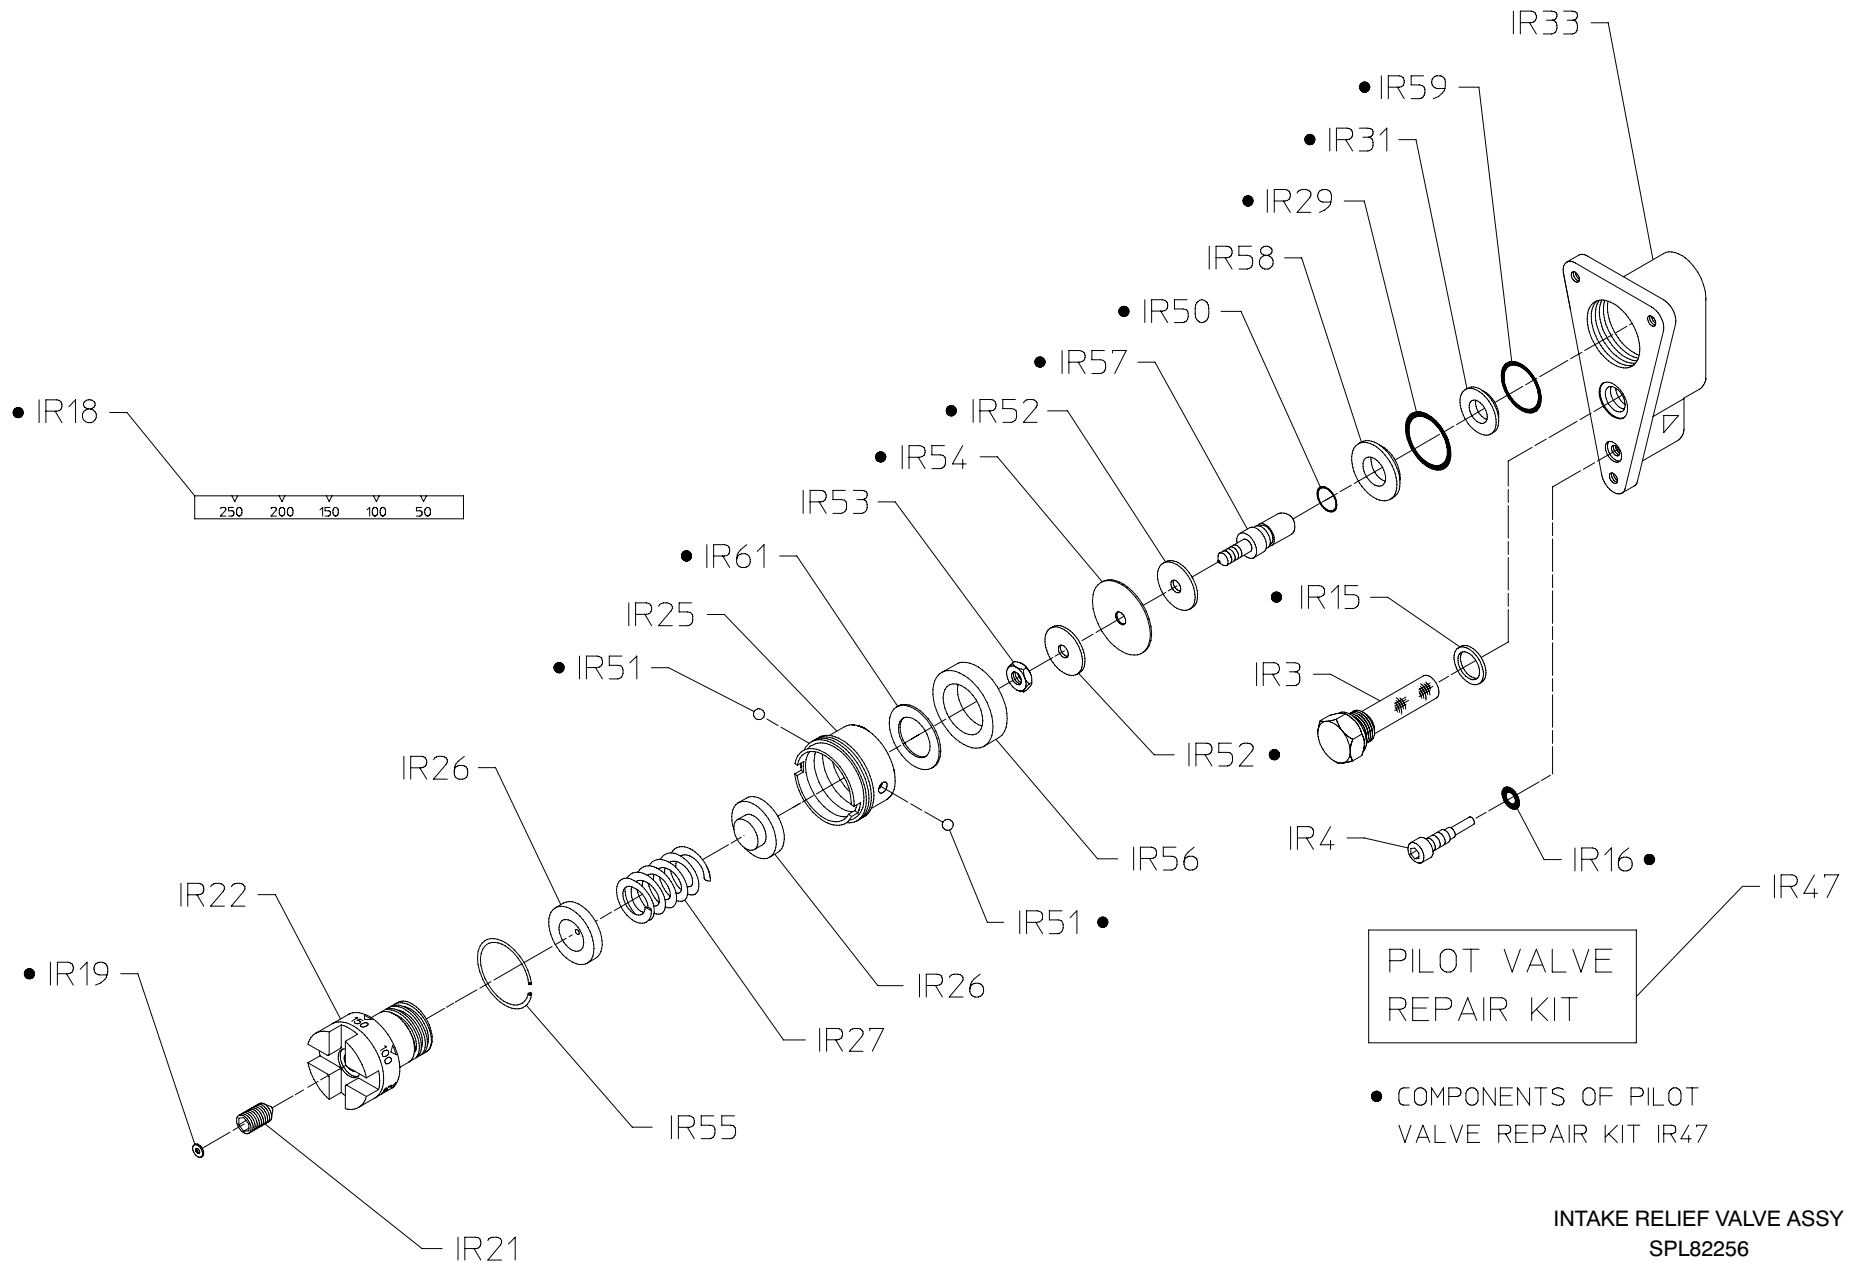 IR33
● IR59
● IR31
● IR29
IR58
● IR50
● IR57
● IR52
● IR18
● IR54
IR53
250 200 150 100 50
● IR61
● IR15
IR25
● IR51
IR3
IR52 ●
IR26
IR4
IR56
IR16 ●
IR22
IR47
IR51 ●
PILOT VALVE
REPAIR KIT
● IR19
IR26
150
100
IR27
● COMPONENTS OF PILOT
VALVE REPAIR KIT IR47
IR55
INTAKE RELIEF VALVE ASSY
SPL82256
IR21